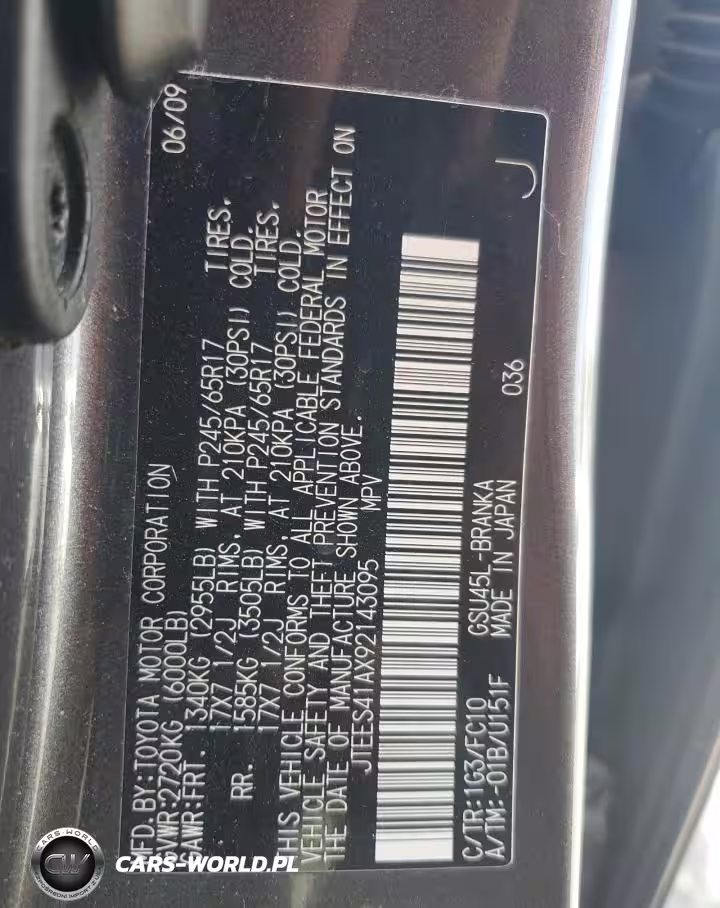 MFD. BY: TOYOTA MOTOR CORPORATION 06/09
GVWR: 2720KG (6000LB)
GAWR: FRT. 1340KG (2955LB) WITH P245/65R17 TIRES,
17X7 1/2J RIMS, AT 210KPA (30PSI) COLD.
RR. 1585KG (3505LB) WITH P245/65R17 TIRES,
17X7 1/2J RIMS, AT 210KPA (30PSI) COLD.
THIS VEHICLE CONFORMS TO ALL APPLICABLE FEDERAL MOTOR
VEHICLE SAFETY AND THEFT PREVENTION STANDARDS IN EFFECT ON
THE DATE OF MANUFACTURE SHOWN ABOVE.
JTEES41AX92143095 MPV
C/TR: 1G3/FC10 GSU45L-BRANKA 036 J
A/TM: -01B/U151F MADE IN JAPAN
CARS-WORLD
CW
CARS-WORLD.PL